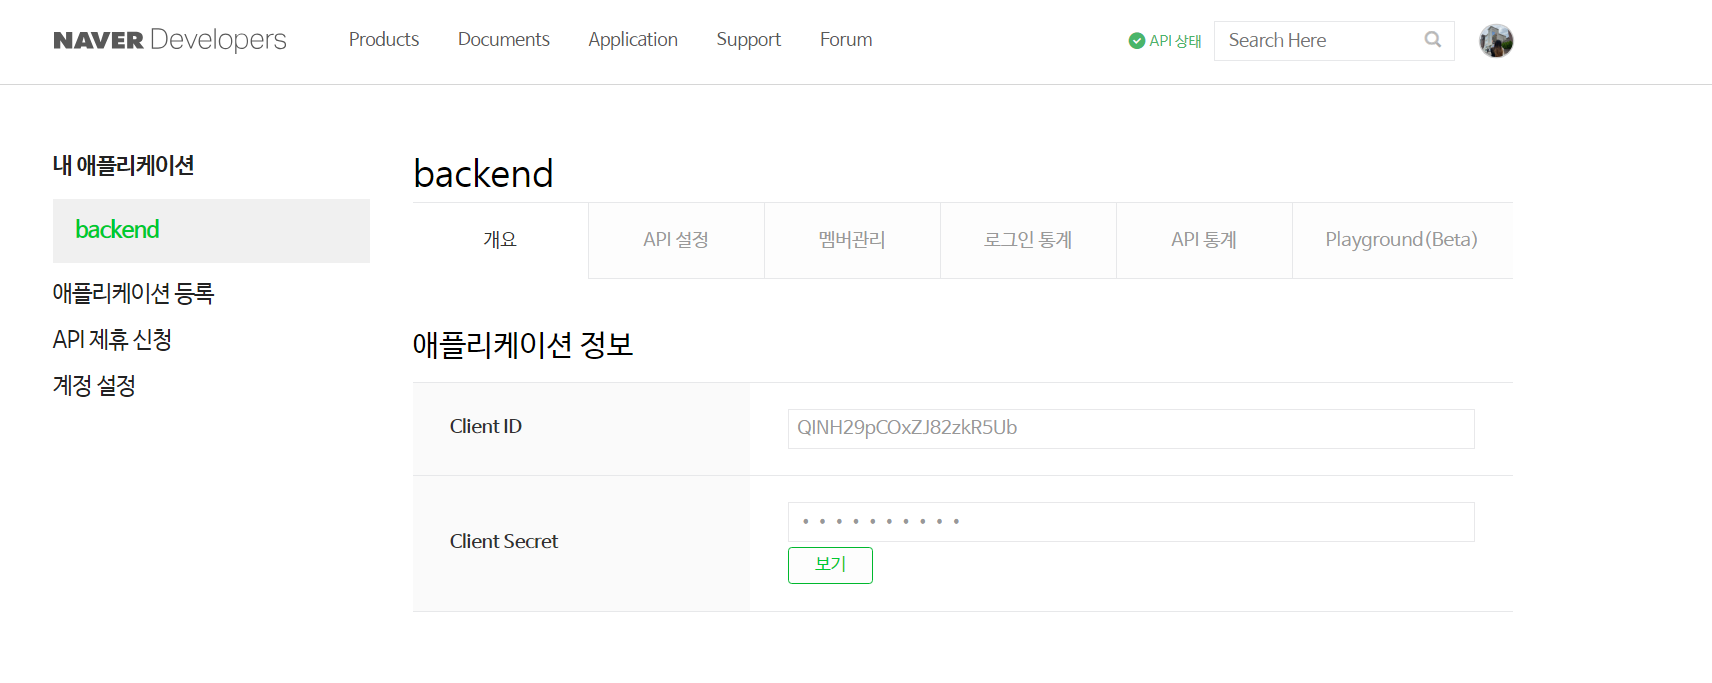 NAVER Developers Products Documents Application Support Forum API 상태 Search Here
내 애플리케이션
backend
애플리케이션 등록
API 제휴 신청
계정 설정
backend
개요 API 설정 멤버관리 로그인 통계 API 통계 Playground(Beta)
애플리케이션 정보
Client ID QINH29pCOxZJ82zkR5Ub
Client Secret ••••••••••
보기